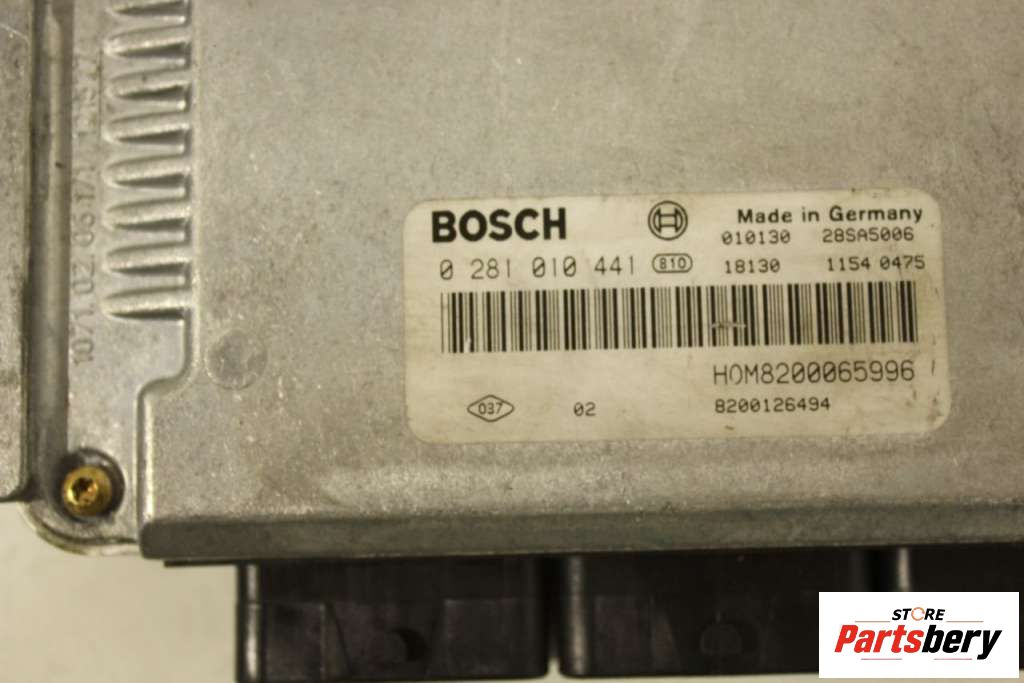 BOSCH
Made in Germany
010130 28SA5006
0 281 010 441 810
18130 1154 0475
HOM8200065996
037 02 8200126494
STORE
Partsbery